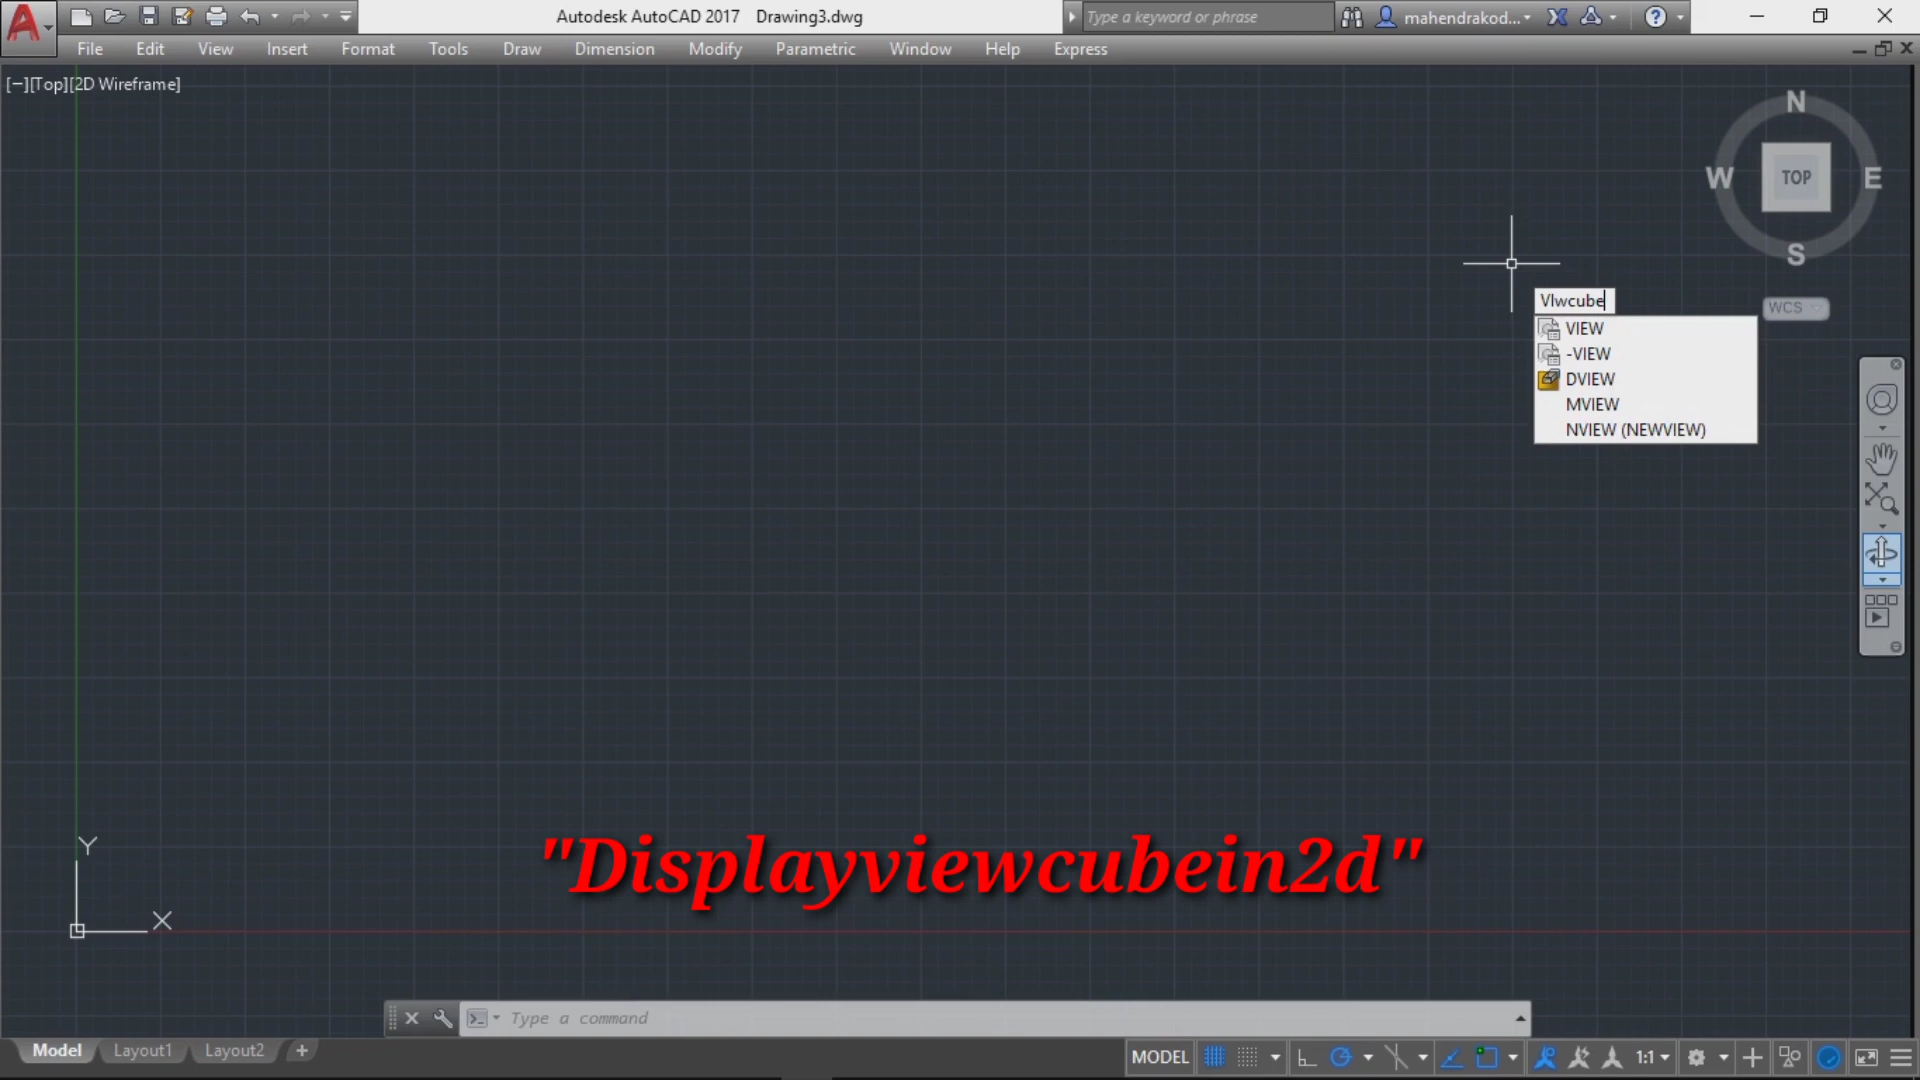 Autodesk AutoCAD 2017 Drawing3.dwg
Type a keyword or phrase
mahendrakod...
File Edit View Insert Format Tools Draw Dimension Modify Parametric Window Help Express
[−][Top][2D Wireframe]
N
W TOP E
S
WCS
VIwcube
VIEW
-VIEW
DVIEW
MVIEW
NVIEW (NEWVIEW)
Y
X
"Displayviewcubein2d"
Type a command
Model Layout1 Layout2
MODEL 1:1